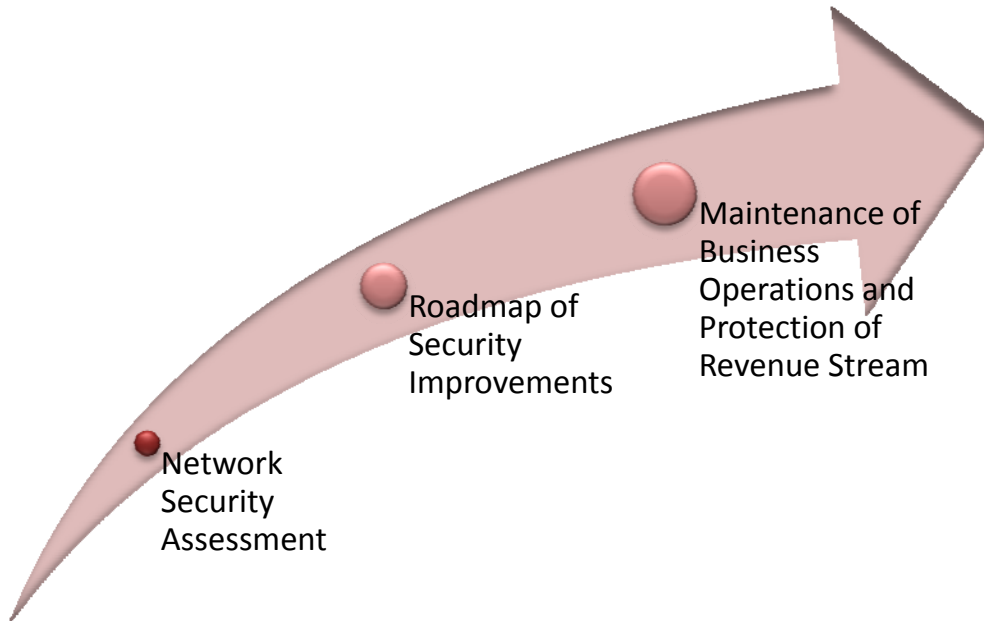 Network
Security
Assessment
Roadmap of
Security
Improvements
Maintenance of
Business
Operations and
Protection of
Revenue Stream